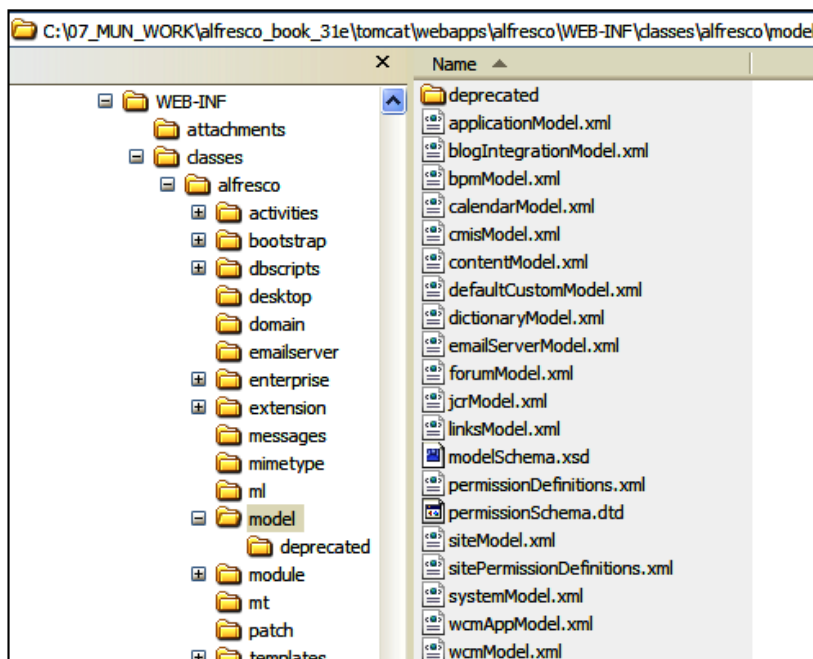 C:\07_MUN_WORK\alfresco_book_31e\tomcat\webapps\alfresco\WEB-INF\classes\alfresco\model
WEB-INF
attachments
classes
alfresco
activities
bootstrap
dbscripts
desktop
domain
emailserver
enterprise
extension
messages
mimetype
ml
model
deprecated
module
mt
patch
templates
Name
deprecated
applicationModel.xml
blogIntegrationModel.xml
bpmModel.xml
calendarModel.xml
cmisModel.xml
contentModel.xml
defaultCustomModel.xml
dictionaryModel.xml
emailServerModel.xml
forumModel.xml
jcrModel.xml
linksModel.xml
modelSchema.xsd
permissionDefinitions.xml
permissionSchema.dtd
siteModel.xml
sitePermissionDefinitions.xml
systemModel.xml
wcmAppModel.xml
wcmModel.xml